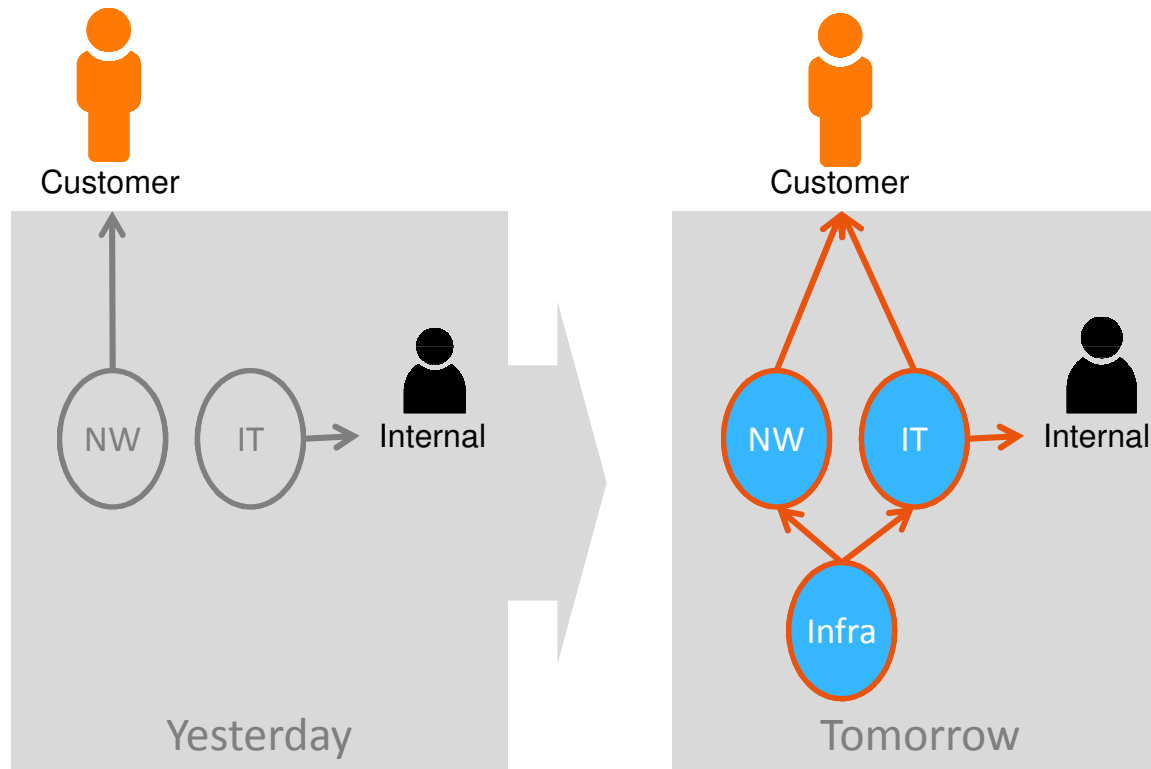 Customer
NW
IT
Internal
Yesterday
Customer
NW
IT
Internal
Infra
Tomorrow